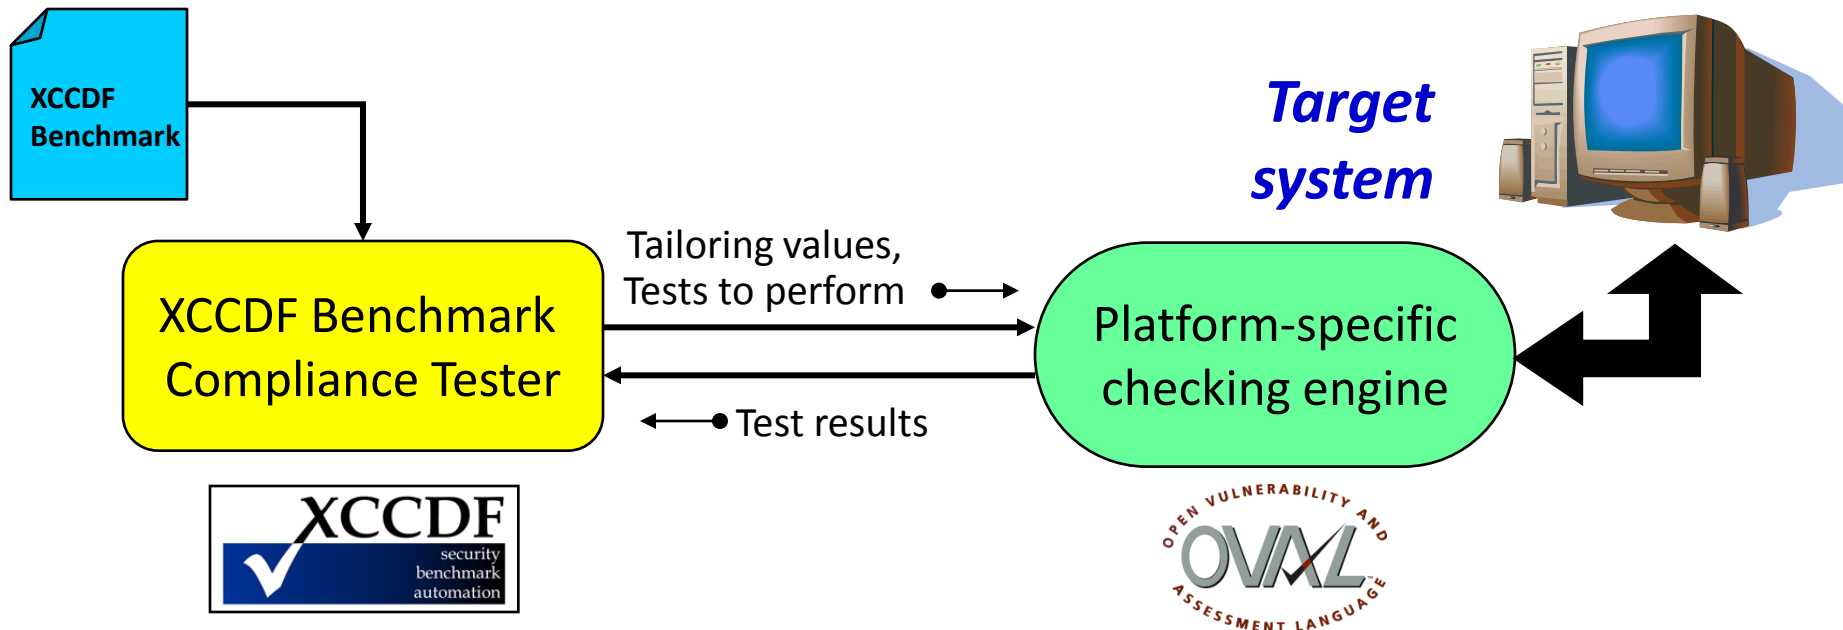 XCCDF
Benchmark
Target
system
Tailoring values,
Tests to perform
XCCDF Benchmark
Compliance Tester
Platform-specific
checking engine
Test results
XCCDF
security
benchmark
automation
OPEN VULNERABILITY AND
OVAL™
ASSESSMENT LANGUAGE